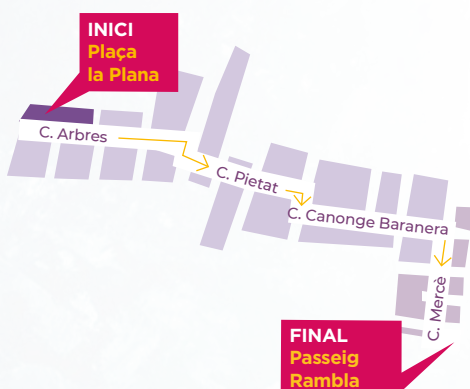 INICI
Plaça
la Plana
C. Arbres
C. Pietat
C. Canonge Baranera
C. Mercè
FINAL
Passeig
Rambla